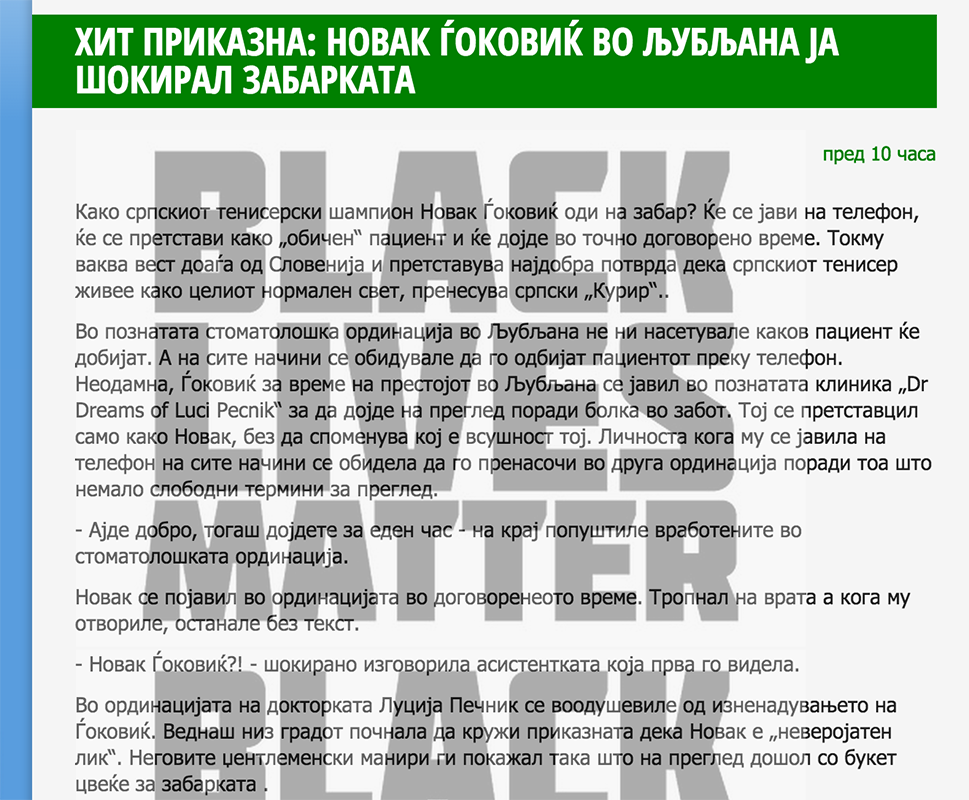 ХИТ ПРИКАЗНА: НОВАК ЃОКОВИЌ ВО ЉУБЉАНА ЈА
ШОКИРАЛ ЗАБАРКАТА
пред 10 часа
Како српскиот тенисерски шампион Новак Ѓоковиќ оди на забар? Ќе се јави на телефон,
ќе се претстави како „обичен“ пациент и ќе дојде во точно договорено време. Токму
ваква вест доаѓа од Словенија и претставува најдобра потврда дека српскиот тенисер
живее како целиот нормален свет, пренесува српски „Курир“..
Во познатата стоматолошка ординација во Љубљана не ни насетувале каков пациент ќе
добијат. А на сите начини се обидувале да го одбијат пациентот преку телефон.
Неодамна, Ѓоковиќ за време на престојот во Љубљана се јавил во познатата клиника „Dr
Dreams of Luci Pecnik“ за да дојде на преглед поради болка во забот. Тој се претставцил
само како Новак, без да споменува кој е всушност тој. Личноста кога му се јавила на
телефон на сите начини се обидела да го пренасочи во друга ординација поради тоа што
немало слободни термини за преглед.
- Ајде добро, тогаш дојдете за еден час - на крај попуштиле вработените во
стоматолошката ординација.
Новак се појавил во ординацијата во договоренеото време. Тропнал на врата а кога му
отвориле, останале без текст.
- Новак Ѓоковиќ?! - шокирано изговорила асистентката која прва го видела.
Во ординацијата на докторката Луција Печник се воодушевиле од изненадувањето на
Ѓоковиќ. Веднаш низ градот почнала да кружи приказната дека Новак е „неверојатен
лик“. Неговите џентлеменски манири ги покажал така што на преглед дошол со букет
цвеќе за забарката .
BLACK
LIVES
MATTER
BLACK